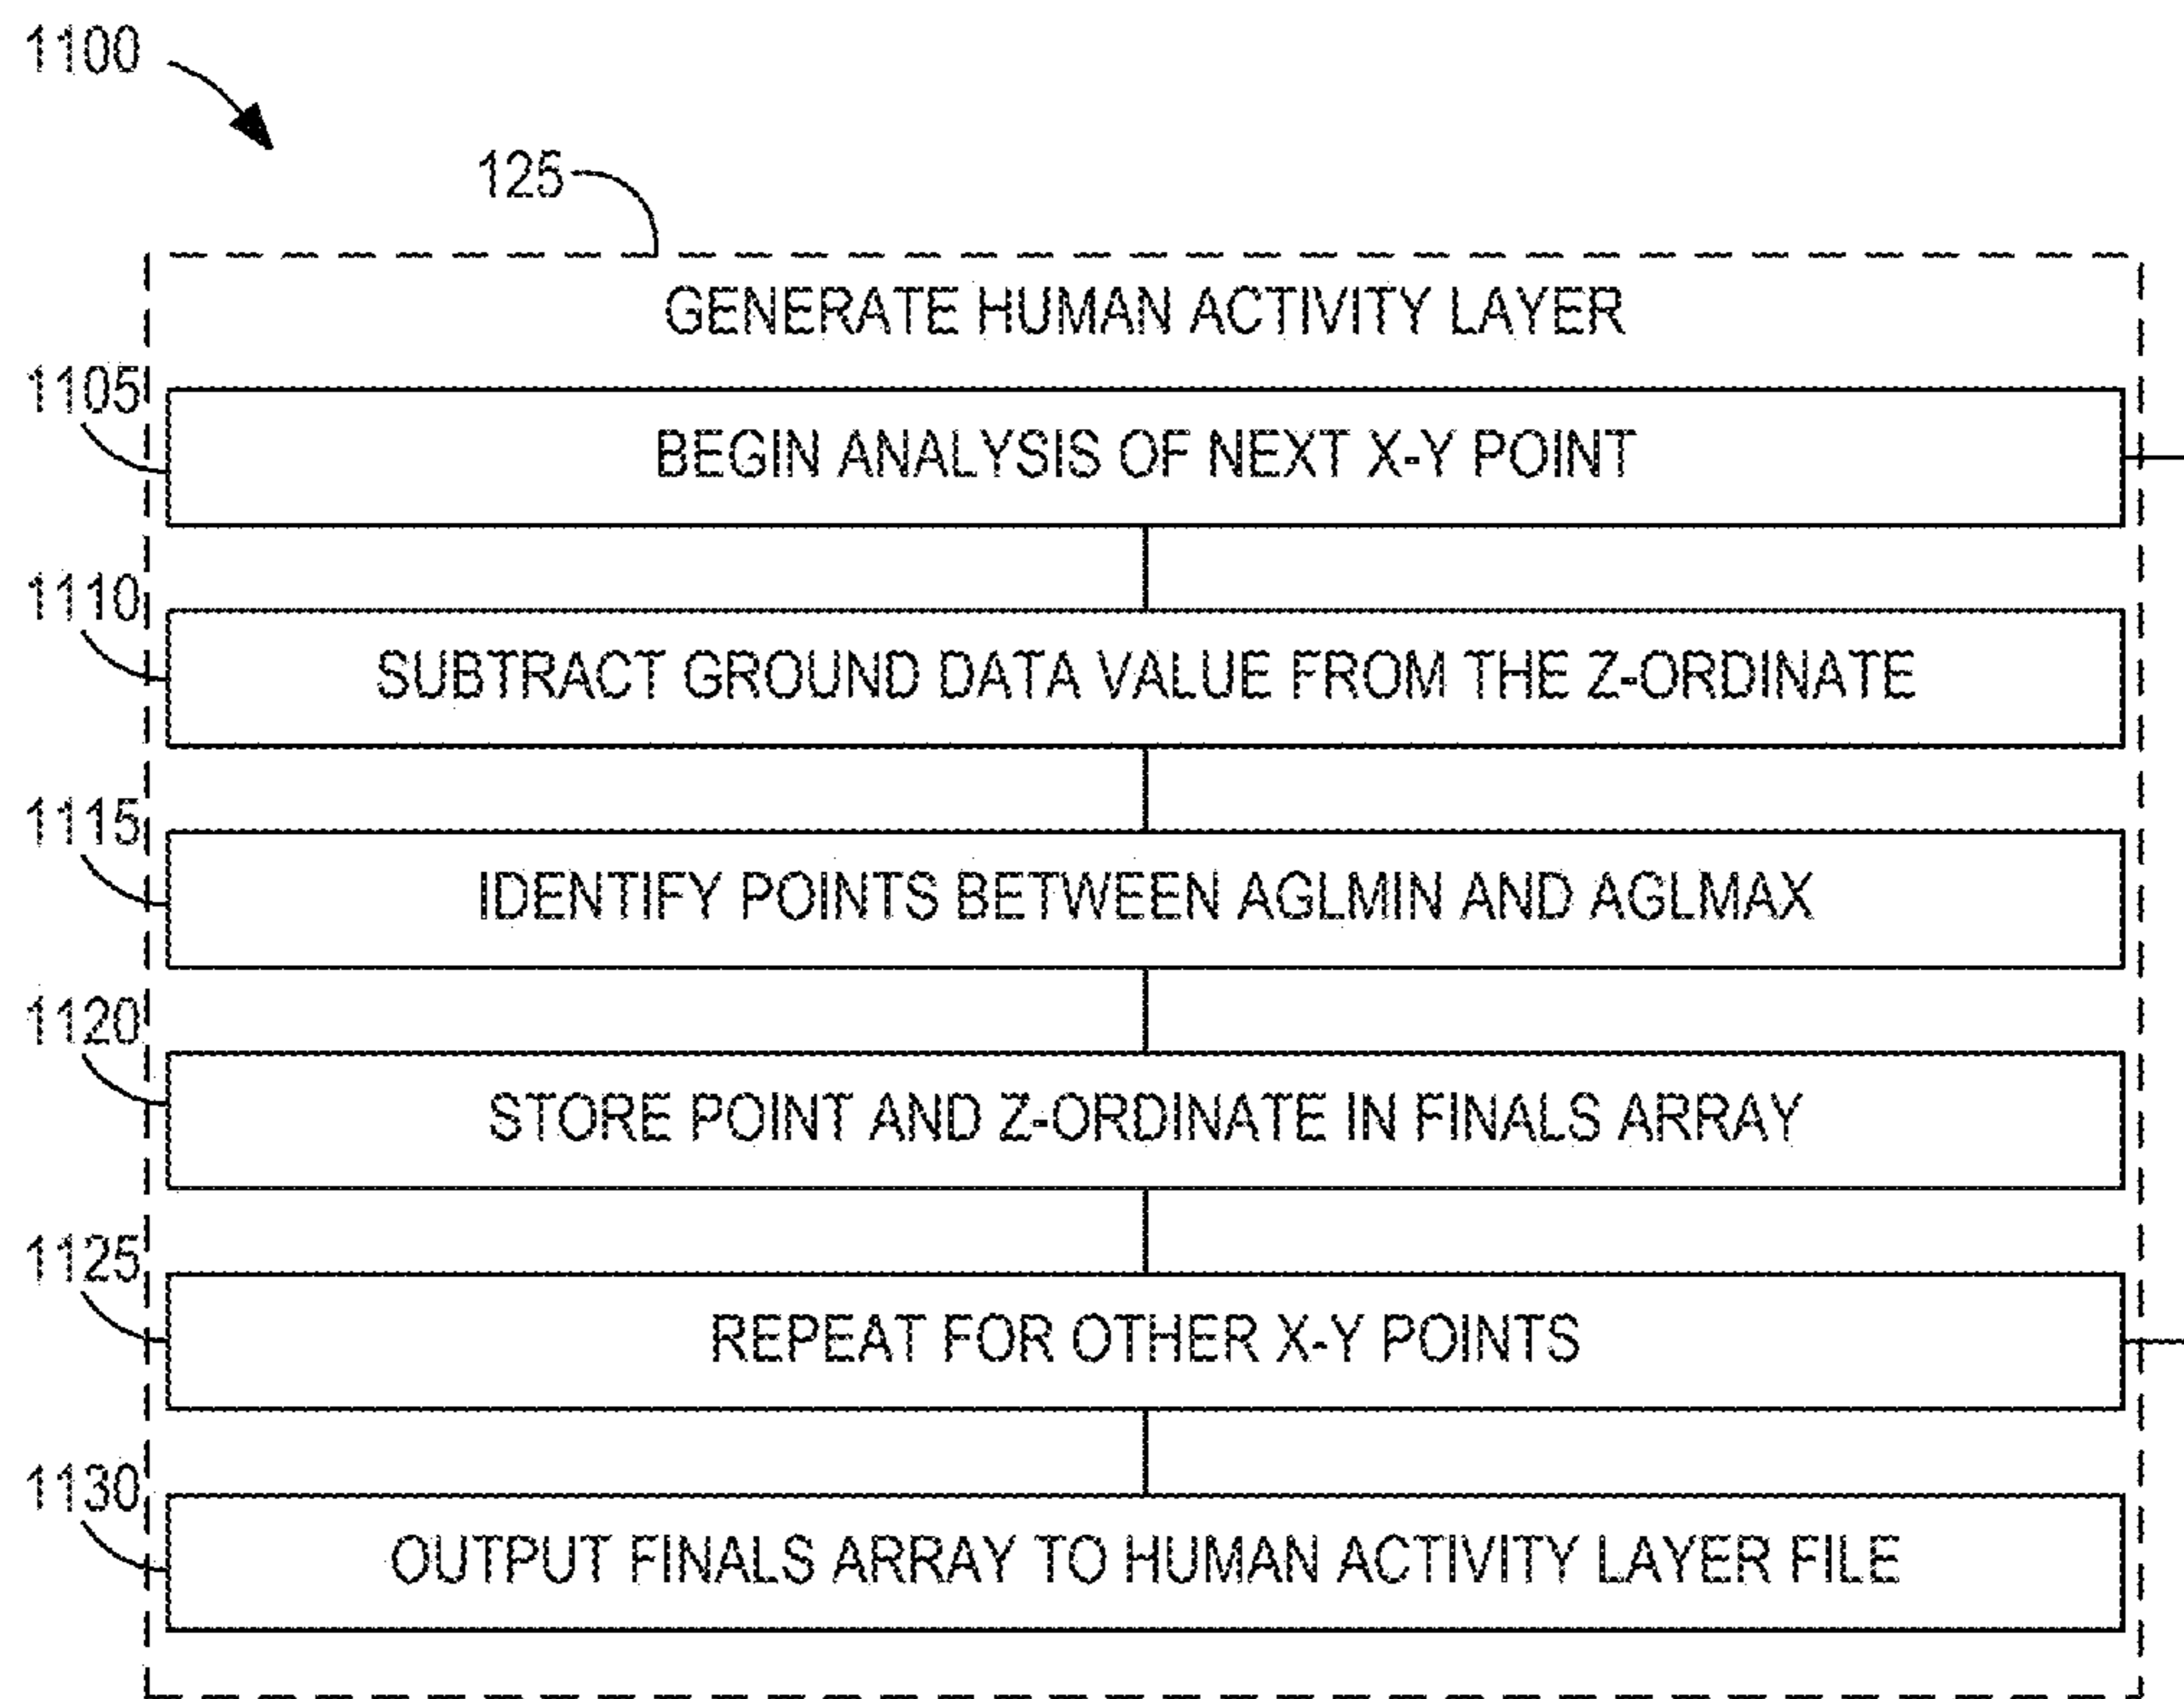 1100
125
GENERATE HUMAN ACTIVITY LAYER
1105
BEGIN ANALYSIS OF NEXT X-Y POINT
1110
SUBTRACT GROUND DATA VALUE FROM THE Z-ORDINATE
1115
IDENTIFY POINTS BETWEEN AGLMIN AND AGLMAX
1120
STORE POINT AND Z-ORDINATE IN FINALS ARRAY
1125
REPEAT FOR OTHER X-Y POINTS
1130
OUTPUT FINALS ARRAY TO HUMAN ACTIVITY LAYER FILE